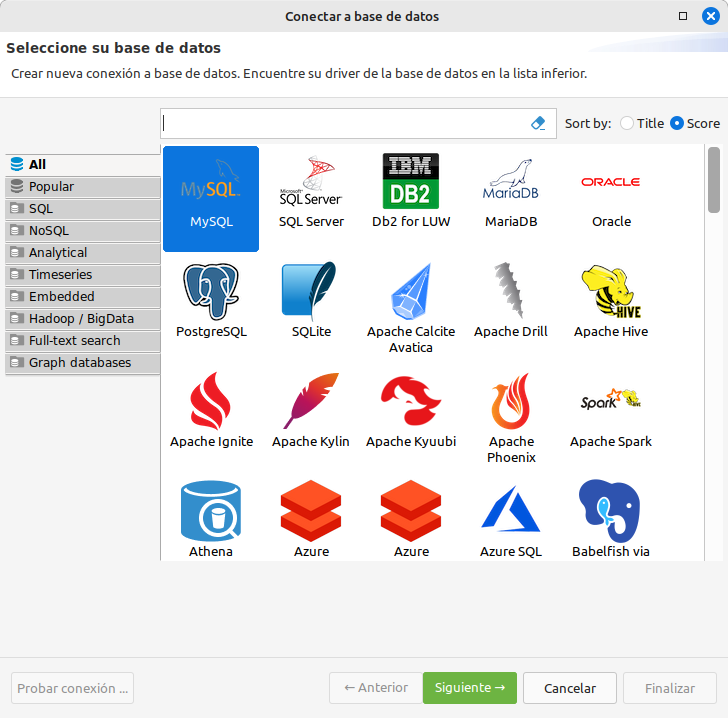 Conectar a base de datos
Seleccione su base de datos
Crear nueva conexión a base de datos. Encuentre su driver de la base de datos en la lista inferior.
Sort by: Title Score
All
Popular
SQL
NoSQL
Analytical
Timeseries
Embedded
Hadoop / BigData
Full-text search
Graph databases
MySQL. Microsoft SQL Server IBM DB2 MariaDB ORACLE
MySQL SQL Server Db2 for LUW MariaDB Oracle
HIVE
PostgreSQL SQLite Apache Calcite Apache Drill Apache Hive
Avatica
Spark HIVE
Apache Ignite Apache Kylin Apache Kyuubi Apache Apache Spark
Phoenix
Athena Azure Azure Azure SQL Babelfish via
Probar conexión ... ← Anterior Siguiente → Cancelar Finalizar